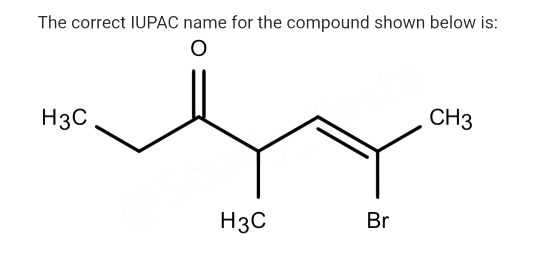 The correct IUPAC name for the compound shown below is:
O
H3C
CH3
H3C
Br